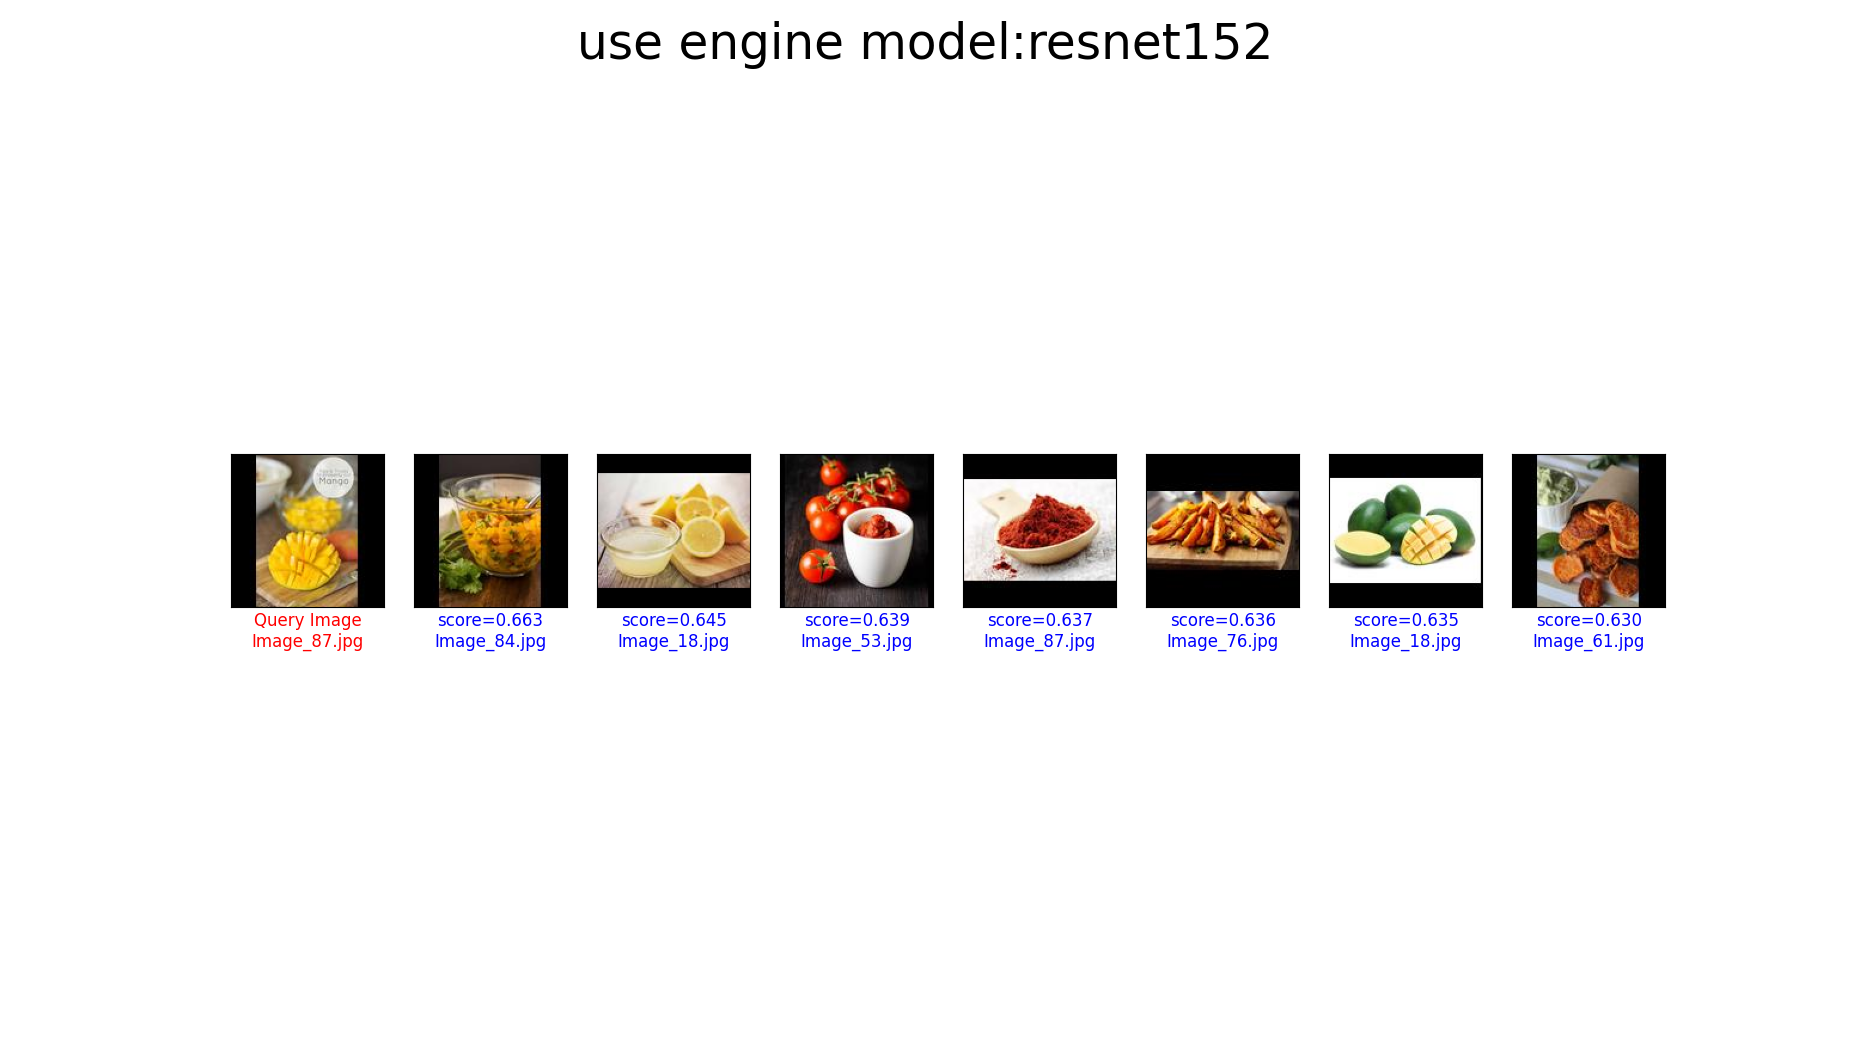 use engine model:resnet152
Mango
Query Image
Image_87.jpg
score=0.663
Image_84.jpg
score=0.645
Image_18.jpg
score=0.639
Image_53.jpg
score=0.637
Image_87.jpg
score=0.636
Image_76.jpg
score=0.635
Image_18.jpg
score=0.630
Image_61.jpg